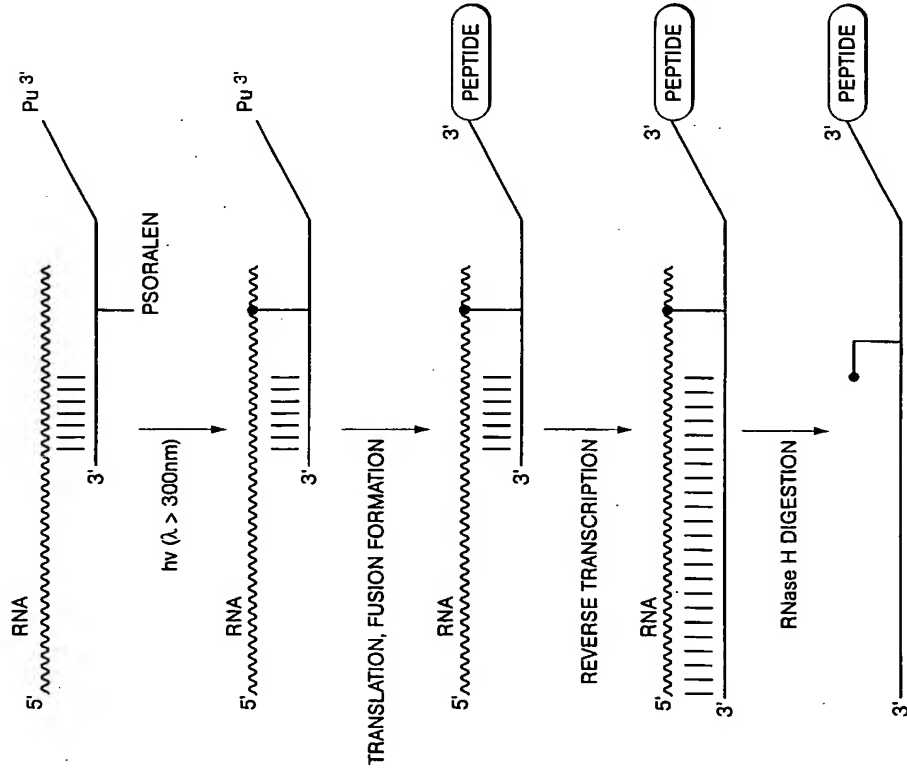 RNA
5'
Pu 3'
3'
PSORALEN
hν (λ > 300nm)
RNA
5'
Pu 3'
3'
TRANSLATION, FUSION FORMATION
RNA
5'
3'
PEPTIDE
3'
REVERSE TRANSCRIPTION
RNA
5'
3'
PEPTIDE
3'
RNase H DIGESTION
3'
PEPTIDE
3'